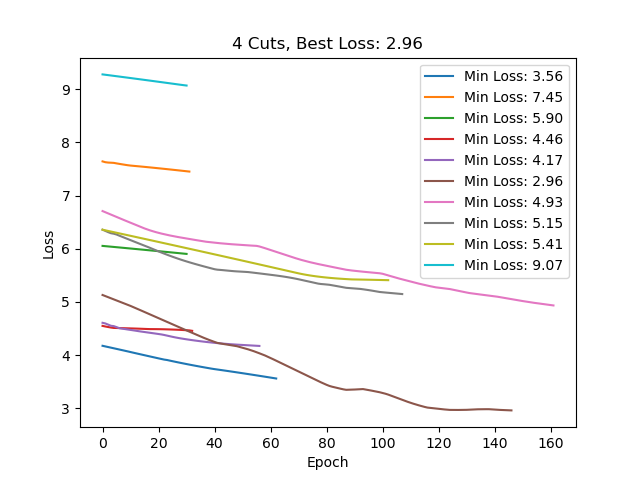 4 Cuts, Best Loss: 2.96
Min Loss: 3.56
Min Loss: 7.45
Min Loss: 5.90
Min Loss: 4.46
Min Loss: 4.17
Min Loss: 2.96
Min Loss: 4.93
Min Loss: 5.15
Min Loss: 5.41
Min Loss: 9.07
Loss
9
8
7
6
5
4
3
0 20 40 60 80 100 120 140 160
Epoch